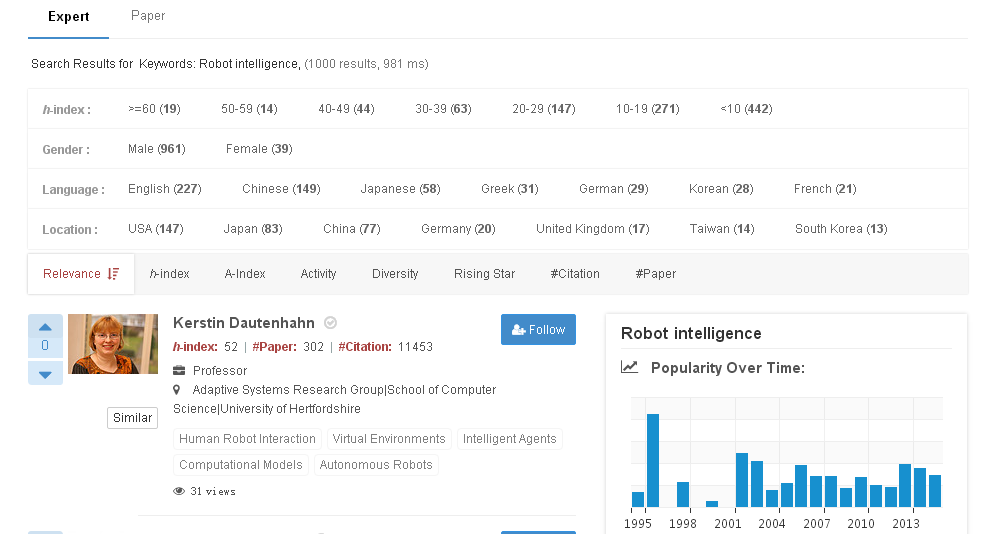 Expert Paper
Search Results for Keywords: Robot intelligence, (1000 results, 981 ms)
h-index : >=60 (19) 50-59 (14) 40-49 (44) 30-39 (63) 20-29 (147) 10-19 (271) <10 (442)
Gender : Male (961) Female (39)
Language : English (227) Chinese (149) Japanese (58) Greek (31) German (29) Korean (28) French (21)
Location : USA (147) Japan (83) China (77) Germany (20) United Kingdom (17) Taiwan (14) South Korea (13)
Relevance h-index A-Index Activity Diversity Rising Star #Citation #Paper
0
Kerstin Dautenhahn
Follow
h-index: 52 | #Paper: 302 | #Citation: 11453
Professor
Adaptive Systems Research Group|School of Computer
Science|University of Hertfordshire
Similar
Human Robot Interaction Virtual Environments Intelligent Agents
Computational Models Autonomous Robots
31 views
Robot intelligence
Popularity Over Time:
1995 1998 2001 2004 2007 2010 2013